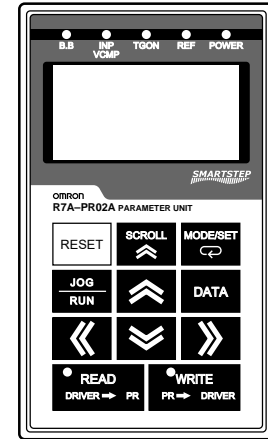 B.B INP TGON REF POWER
VCMP
SMARTSTEP
OMRON
R7A–PR02A PARAMETER UNIT
RESET SCROLL MODE/SET
JOG DATA
RUN
READ WRITE
DRIVER PR PR DRIVER